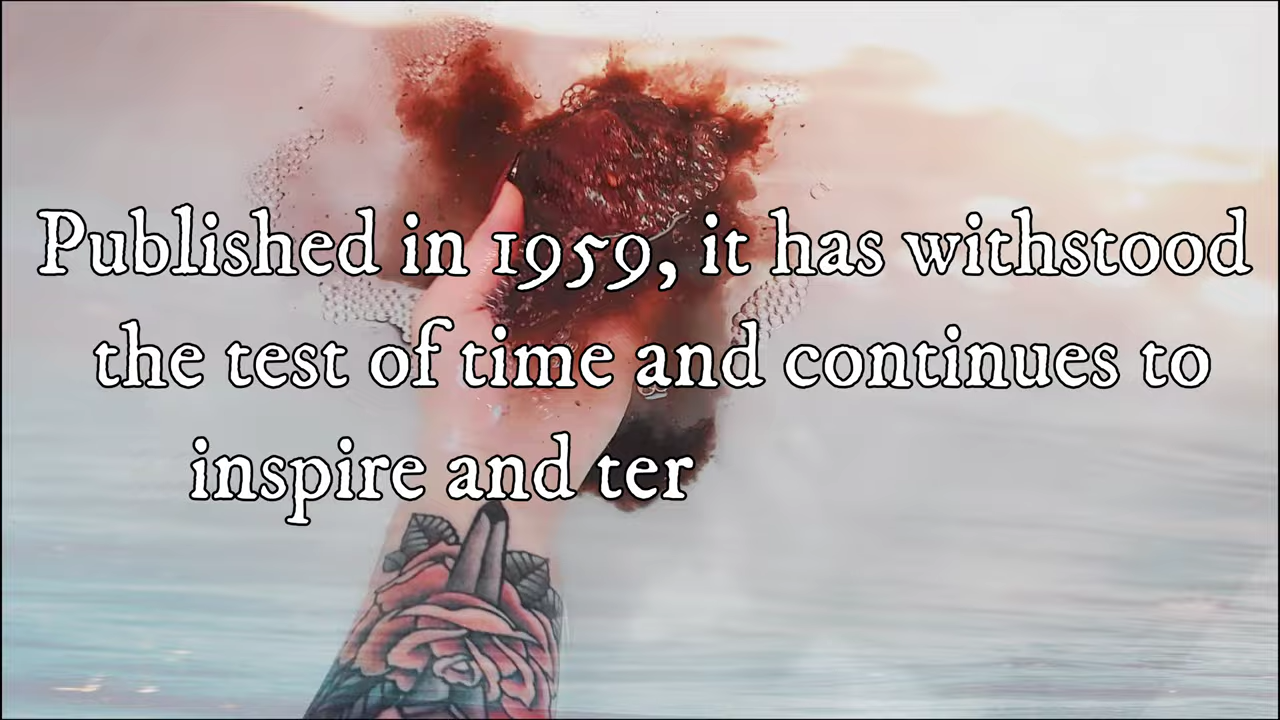 Published in 1959, it has withstood
the test of time and continues to
inspire and ter